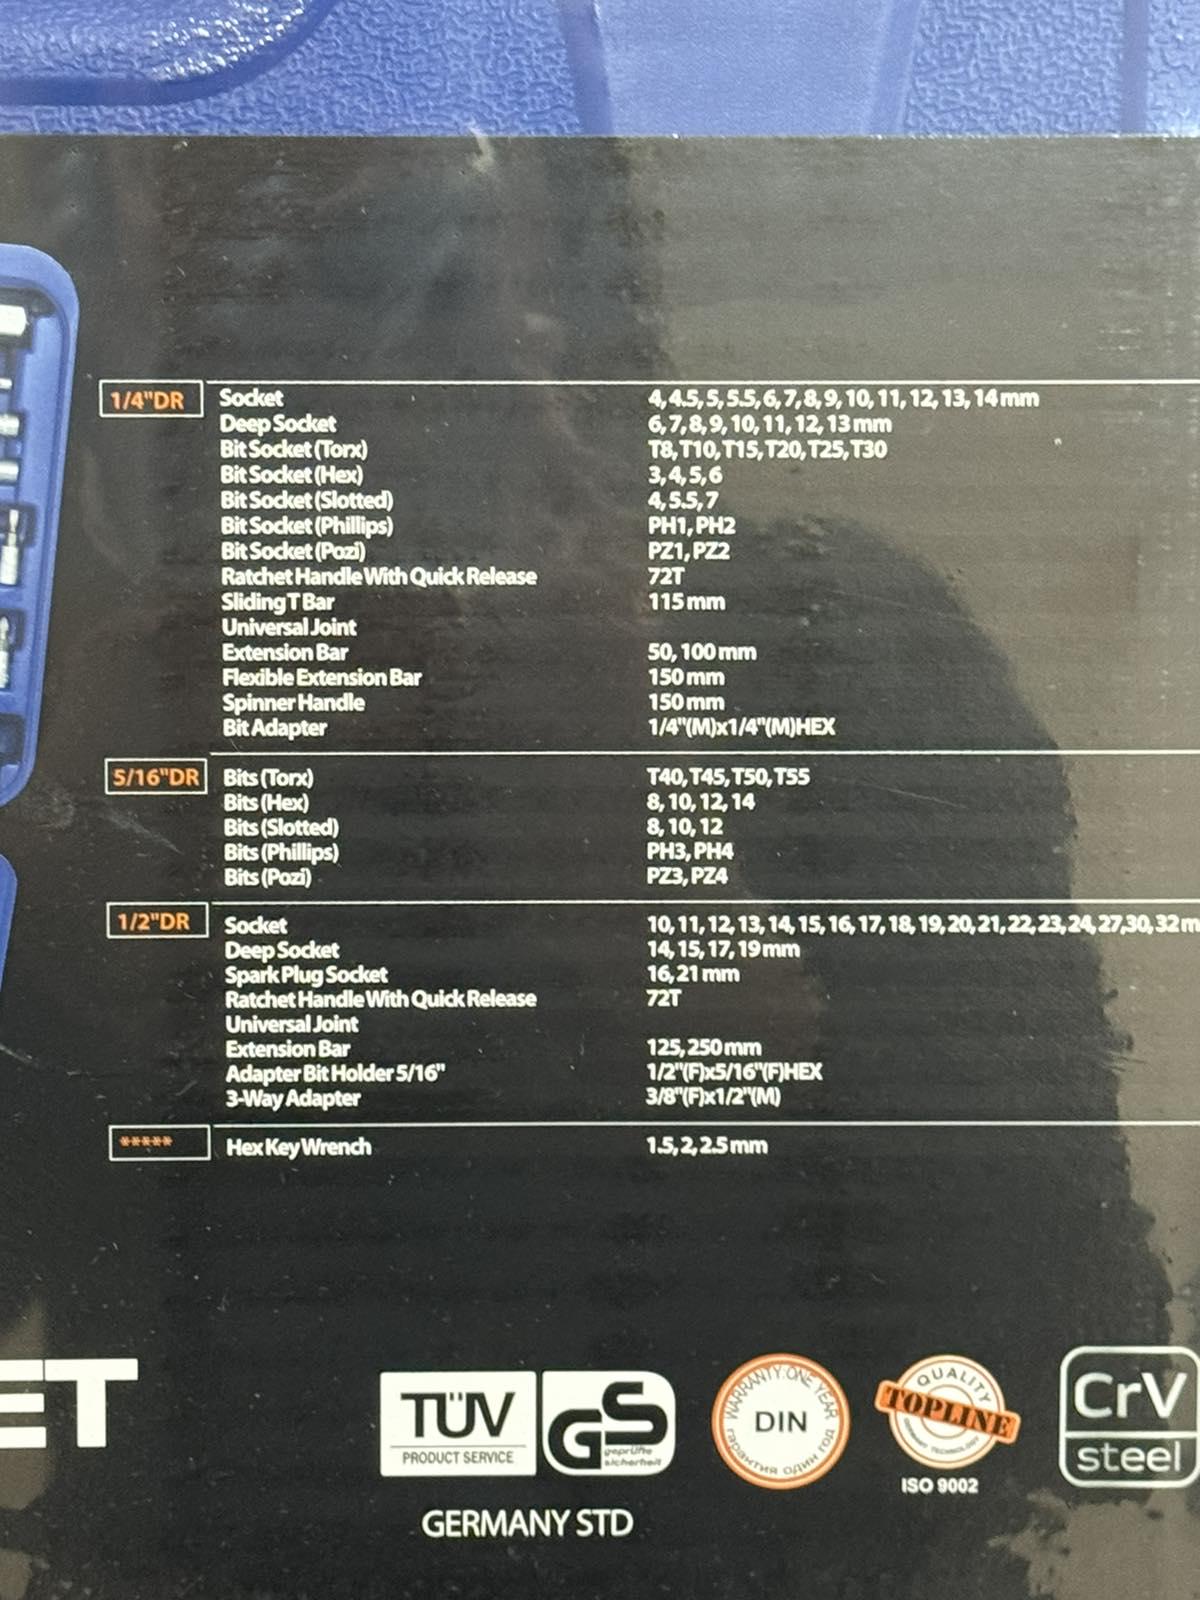 1/4"DR Socket 4, 4.5, 5, 5.5, 6, 7, 8, 9, 10, 11, 12, 13, 14 mm
Deep Socket 6, 7, 8, 9, 10, 11, 12, 13 mm
Bit Socket (Torx) T8, T10, T15, T20, T25, T30
Bit Socket (Hex) 3, 4, 5, 6
Bit Socket (Slotted) 4, 5.5, 7
Bit Socket (Phillips) PH1, PH2
Bit Socket (Pozi) PZ1, PZ2
Ratchet Handle With Quick Release 72T
Sliding T Bar 115 mm
Universal Joint
Extension Bar 50, 100 mm
Flexible Extension Bar 150 mm
Spinner Handle 150 mm
Bit Adapter 1/4"(M)x1/4"(M)HEX
5/16"DR Bits (Torx) T40, T45, T50, T55
Bits (Hex) 8, 10, 12, 14
Bits (Slotted) 8, 10, 12
Bits (Phillips) PH3, PH4
Bits (Pozi) PZ3, PZ4
1/2"DR Socket 10, 11, 12, 13, 14, 15, 16, 17, 18, 19, 20, 21, 22, 23, 24, 27, 30, 32 m
Deep Socket 14, 15, 17, 19 mm
Spark Plug Socket 16, 21 mm
Ratchet Handle With Quick Release 72T
Universal Joint
Extension Bar 125, 250 mm
Adapter Bit Holder 5/16" 1/2"(F)x5/16"(F)HEX
3-Way Adapter 3/8"(F)x1/2"(M)
***** Hex Key Wrench 1.5, 2, 2.5 mm
ET
TÜV
PRODUCT SERVICE
GS
geprüfte
sicherheit
GERMANY STD
WARRANTY: ONE YEAR
DIN
гарантия один год
QUALITY
TOPLINE
GERMANY TECHNOLOGY
ISO 9002
CrV
steel